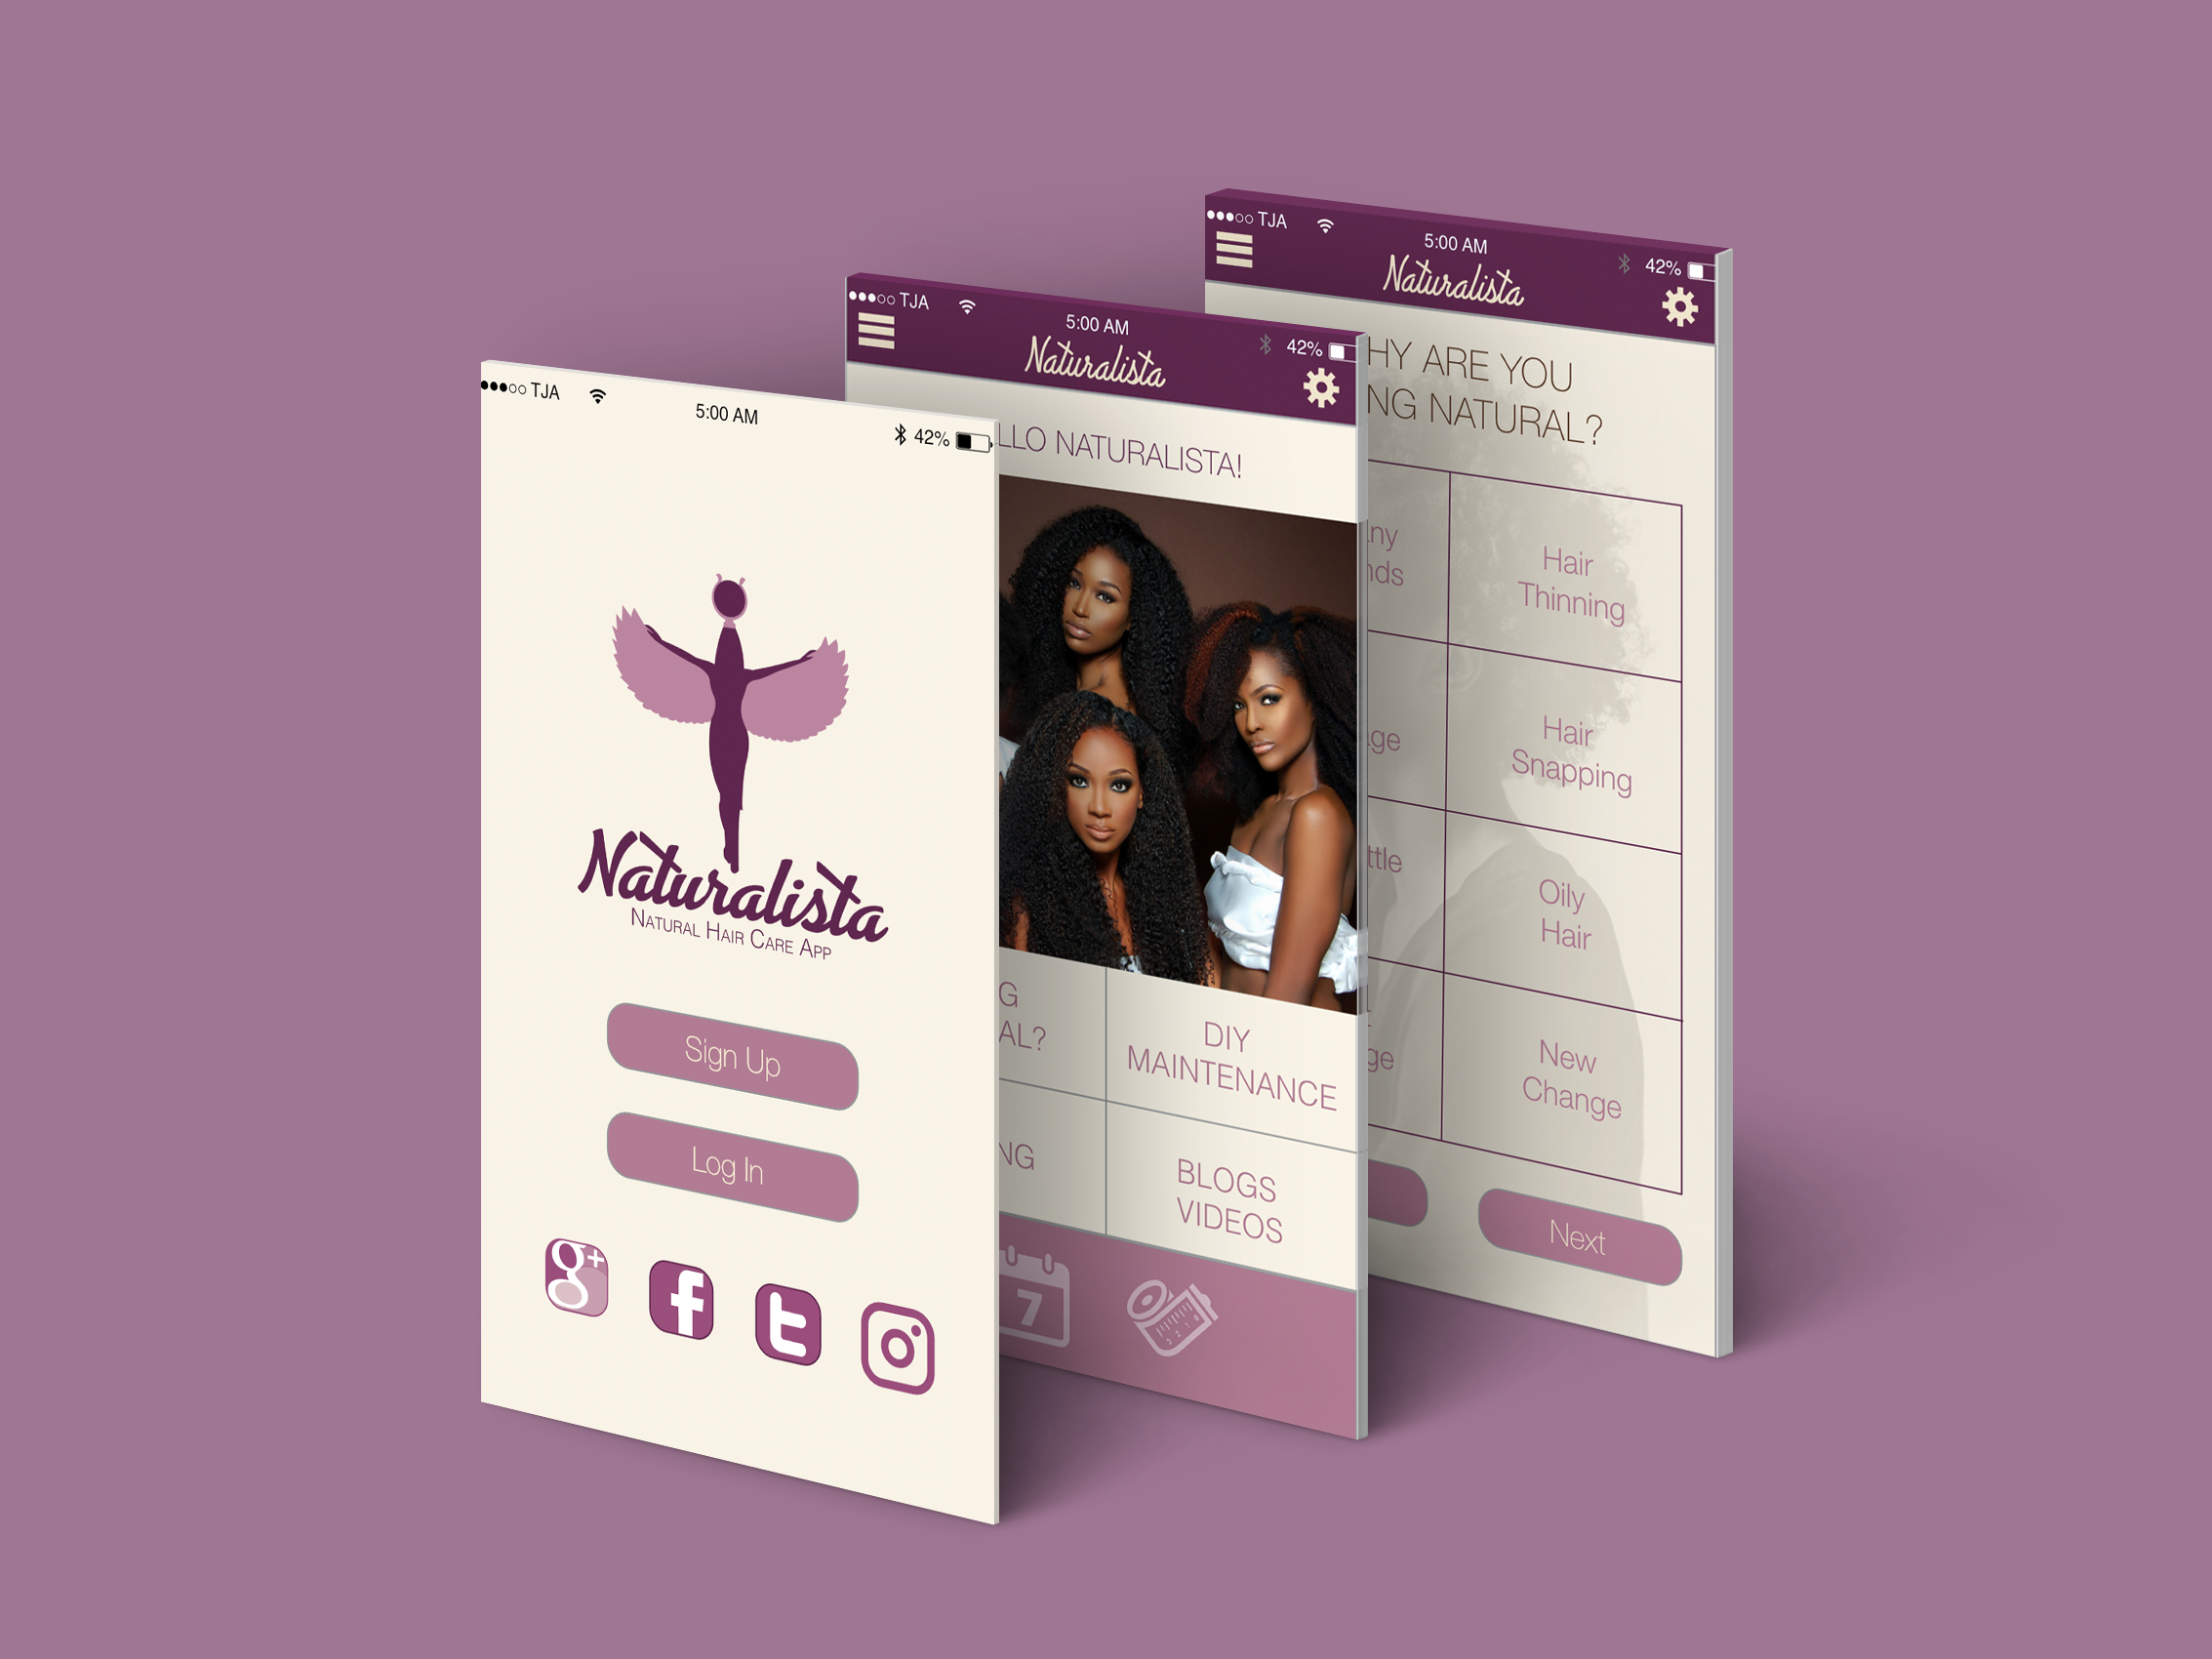 TJA
5:00 AM
42%
Naturalista
Natural Hair Care App
Sign Up
Log In
g+
f
t
TJA
5:00 AM
42%
Naturalista
LLO NATURALISTA!
G
AL?
DIY
MAINTENANCE
NG
BLOGS
VIDEOS
7
TJA
5:00 AM
42%
Naturalista
HY ARE YOU
NG NATURAL?
ny
nds
Hair
Thinning
ge
Hair
Snapping
ttle
Oily
Hair
ge
New
Change
Next